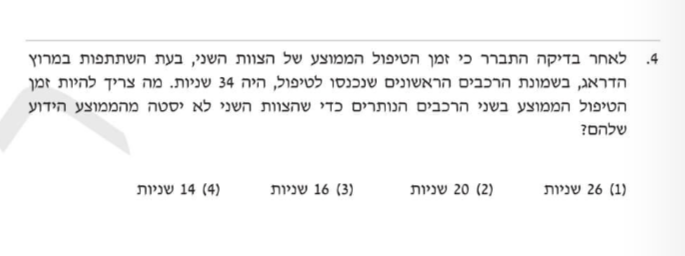 4. לאחר בדיקה התברר כי זמן הטיפול הממוצע של הצוות השני, בעת השתתפות במרוץ
הדראג, בשמונת הרכבים הראשונים שנכנסו לטיפול, היה 34 שניות. מה צריך להיות זמן
הטיפול הממוצע בשני הרכבים הנותרים כדי שהצוות השני לא יסטה מהממוצע הידוע
שלהם?
(1) 26 שניות (2) 20 שניות (3) 16 שניות (4) 14 שניות